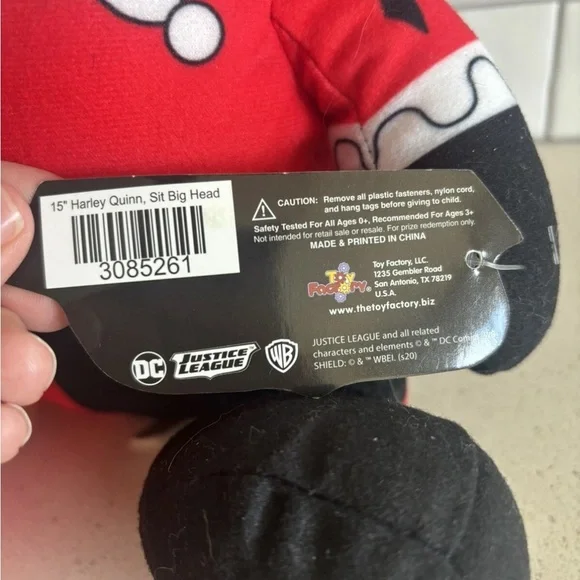 15" Harley Quinn, Sit Big Head
3085261
CAUTION: Remove all plastic fasteners, nylon cord,
and hang tags before giving to child.
Safety Tested For All Ages 0+, Recommended For Ages 3+
Not intended for retail sale or resale. For prize redemption only.
MADE & PRINTED IN CHINA
Toy Factory®
Toy Factory, LLC.
1235 Gembler Road
San Antonio, TX 78219
U.S.A.
www.thetoyfactory.biz
DC
JUSTICE LEAGUE
WB
JUSTICE LEAGUE and all related
characters and elements © & ™ DC
SHIELD: © & ™ WBEI. (s20)